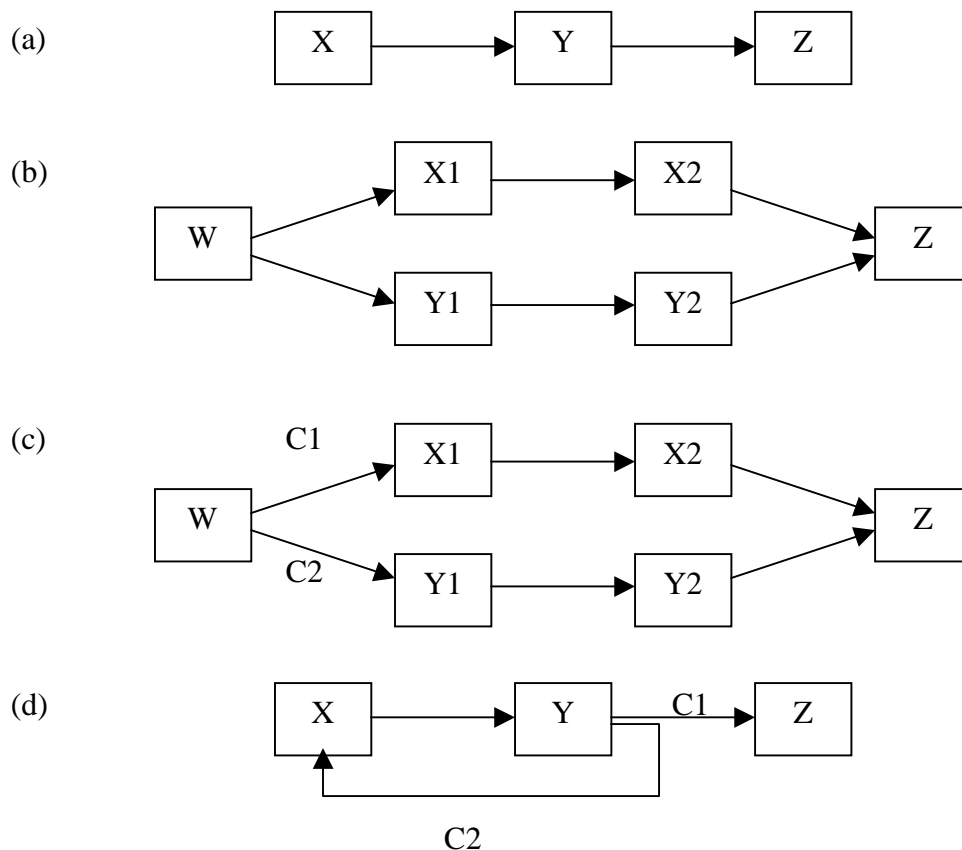 (a) X Y Z
(b) X1 X2
W Z
Y1 Y2
(c) C1 X1 X2
W Z
C2 Y1 Y2
(d) X Y C1 Z
C2